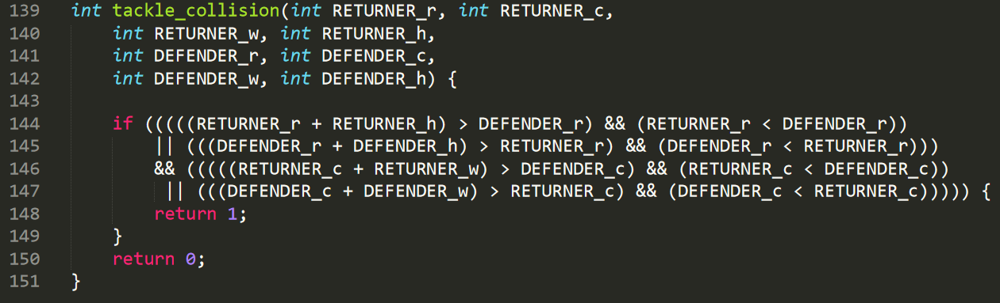 139 int tackle_collision(int RETURNER_r, int RETURNER_c,
140 int RETURNER_w, int RETURNER_h,
141 int DEFENDER_r, int DEFENDER_c,
142 int DEFENDER_w, int DEFENDER_h) {
143
144 if (((((RETURNER_r + RETURNER_h) > DEFENDER_r) && (RETURNER_r < DEFENDER_r))
145 || (((DEFENDER_r + DEFENDER_h) > RETURNER_r) && (DEFENDER_r < RETURNER_r)))
146 && (((((RETURNER_c + RETURNER_w) > DEFENDER_c) && (RETURNER_c < DEFENDER_c))
147 || (((DEFENDER_c + DEFENDER_w) > RETURNER_c) && (DEFENDER_c < RETURNER_c))))) {
148 return 1;
149 }
150 return 0;
151 }